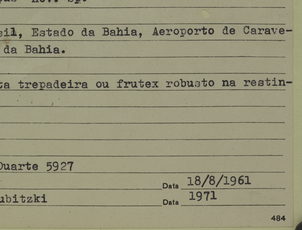 sil, Estado da Bahia, Aeroporto de Carave-
da Bahia.
ta trepadeira ou frutex robusto na restin-
Duarte 5927
Data 18/8/1961
ubitzki Data 1971
484